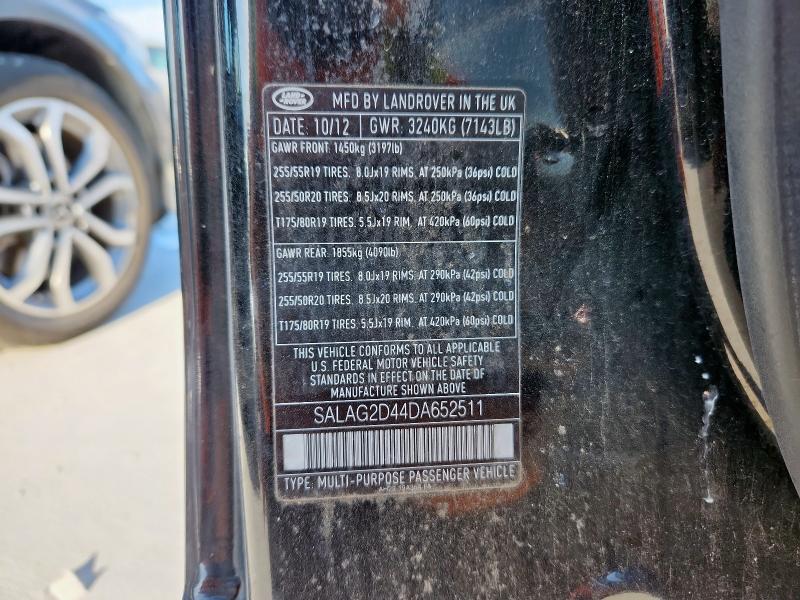 LAND ROVER MFD BY LANDROVER IN THE UK
DATE: 10/12 GWR: 3240KG (7143LB)
GAWR FRONT: 1450kg (3197lb)
255/55R19 TIRES. 8.0Jx19 RIMS. AT 250kPa (36psi) COLD
255/50R20 TIRES. 8.5Jx20 RIMS. AT 250kPa (36psi) COLD
T175/80R19 TIRES. 5.5Jx19 RIM. AT 420kPa (60psi) COLD
GAWR REAR: 1855kg (4090lb)
255/55R19 TIRES. 8.0Jx19 RIMS. AT 290kPa (42psi) COLD
255/50R20 TIRES. 8.5Jx20 RIMS. AT 290kPa (42psi) COLD
T175/80R19 TIRES. 5.5Jx19 RIM. AT 420kPa (60psi) COLD
THIS VEHICLE CONFORMS TO ALL APPLICABLE
U.S. FEDERAL MOTOR VEHICLE SAFETY
STANDARDS IN EFFECT ON THE DATE OF
MANUFACTURE SHOWN ABOVE
SALAG2D44DA652511
TYPE: MULTI-PURPOSE PASSENGER VEHICLE